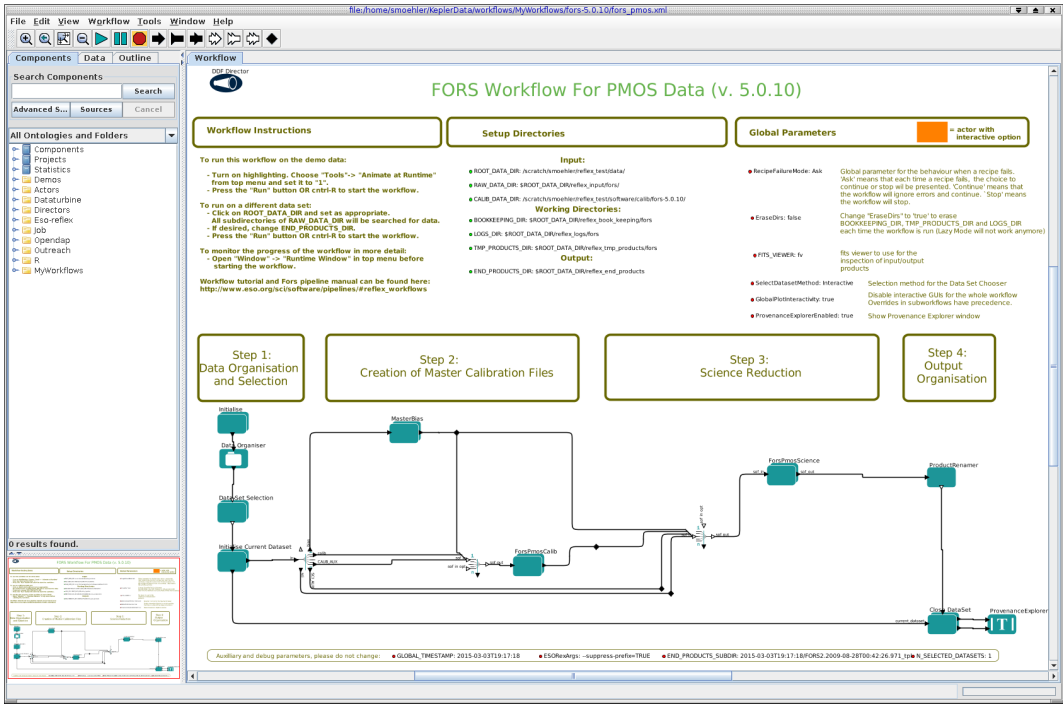 file:/home/smoehler/KeplerData/workflows/MyWorkflows/fors-5.0.10/fors_pmos.xml
File Edit View Workflow Tools Window Help
Components Data Outline
Workflow
Search Components
Search
Advanced S... Sources Cancel
All Ontologies and Folders
Components
Projects
Statistics
Demos
Actors
Dataturbine
Directors
Eso-reflex
Job
Opendap
Outreach
R
MyWorkflows
0 results found.
DDF Director
FORS Workflow For PMOS Data (v. 5.0.10)
Workflow Instructions
Setup Directories
Global Parameters
= actor with
interactive option
To run this workflow on the demo data:
- Turn on highlighting. Choose "Tools"-> "Animate at Runtime"
from top menu and set it to "1".
- Press the "Run" button OR cntrl-R to start the workflow.
To run on a different data set:
- Click on ROOT_DATA_DIR and set as appropriate.
All subdirectories of RAW_DATA_DIR will be searched for data.
- If desired, change END_PRODUCTS_DIR.
- Press the "Run" button OR cntrl-R to start the workflow.
To monitor the progress of the workflow in more detail:
- Open "Window" -> "Runtime Window" in top menu before
starting the workflow.
Workflow tutorial and Fors pipeline manual can be found here:
http://www.eso.org/sci/software/pipelines/#reflex_workflows
Input:
ROOT_DATA_DIR: /scratch/smoehler/reflex_test/data/
RAW_DATA_DIR: $ROOT_DATA_DIR/reflex_input/fors/
CALIB_DATA_DIR: /scratch/smoehler/reflex_test/software/calib/fors-5.0.10/
Working Directories:
BOOKKEEPING_DIR: $ROOT_DATA_DIR/reflex_book_keeping/fors
LOGS_DIR: $ROOT_DATA_DIR/reflex_logs/fors
TMP_PRODUCTS_DIR: $ROOT_DATA_DIR/reflex_tmp_products/fors
Output:
END_PRODUCTS_DIR: $ROOT_DATA_DIR/reflex_end_products
RecipeFailureMode: Ask
Global parameter for the behaviour when a recipe fails.
'Ask' means that each time a recipe fails, the choice to
continue or stop will be presented. 'Continue' means that
the workflow will ignore errors and continue. `Stop' means
the workflow will stop.
EraseDirs: false
Change "EraseDirs" to 'true' to erase
BOOKKEEPING_DIR, TMP_PRODUCTS_DIR and LOGS_DIR
each time the workflow is run (Lazy Mode will not work anymore)
FITS_VIEWER: fv
fits viewer to use for the
inspection of input/output
products
SelectDatasetMethod: Interactive
Selection method for the Data Set Chooser
GlobalPlotInteractivity: true
Disable interactive GUIs for the whole workflow
Overrides in subworkflows have precedence.
ProvenanceExplorerEnabled: true
Show Provenance Explorer window
Step 1:
Data Organisation
and Selection
Step 2:
Creation of Master Calibration Files
Step 3:
Science Reduction
Step 4:
Output
Organisation
Initialise
Data Organiser
DataSet Selection
Initialise Current Dataset
MasterBias
ForsPmosCalib
ForsPmosScience
ProductRenamer
Close DataSet
ProvenanceExplorer
T
sof in opt
sof out
sof in
sof out
sof in opt
sof out
current_dataset
Auxiliary and debug parameters, please do not change:
GLOBAL_TIMESTAMP: 2015-03-03T19:17:18
ESORexArgs: --suppress-prefix=TRUE
END_PRODUCTS_SUBDIR: 2015-03-03T19:17:18/FORS2.2009-08-28T00:42:26.971_tpl
N_SELECTED_DATASETS: 1